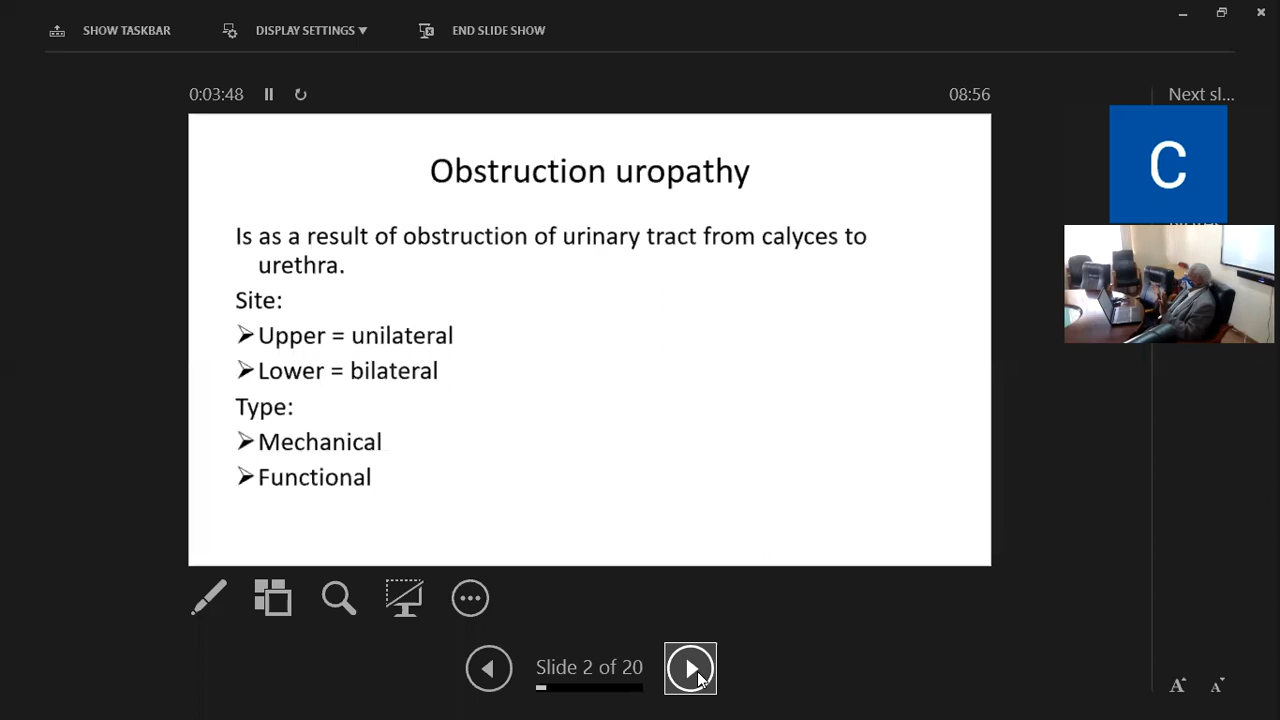 SHOW TASKBAR
DISPLAY SETTINGS
END SLIDE SHOW
0:03:48
08:56
Next sl...
C
Obstruction uropathy
Is as a result of obstruction of urinary tract from calyces to
urethra.
Site:
Upper = unilateral
Lower = bilateral
Type:
Mechanical
Functional
Slide 2 of 20
A A